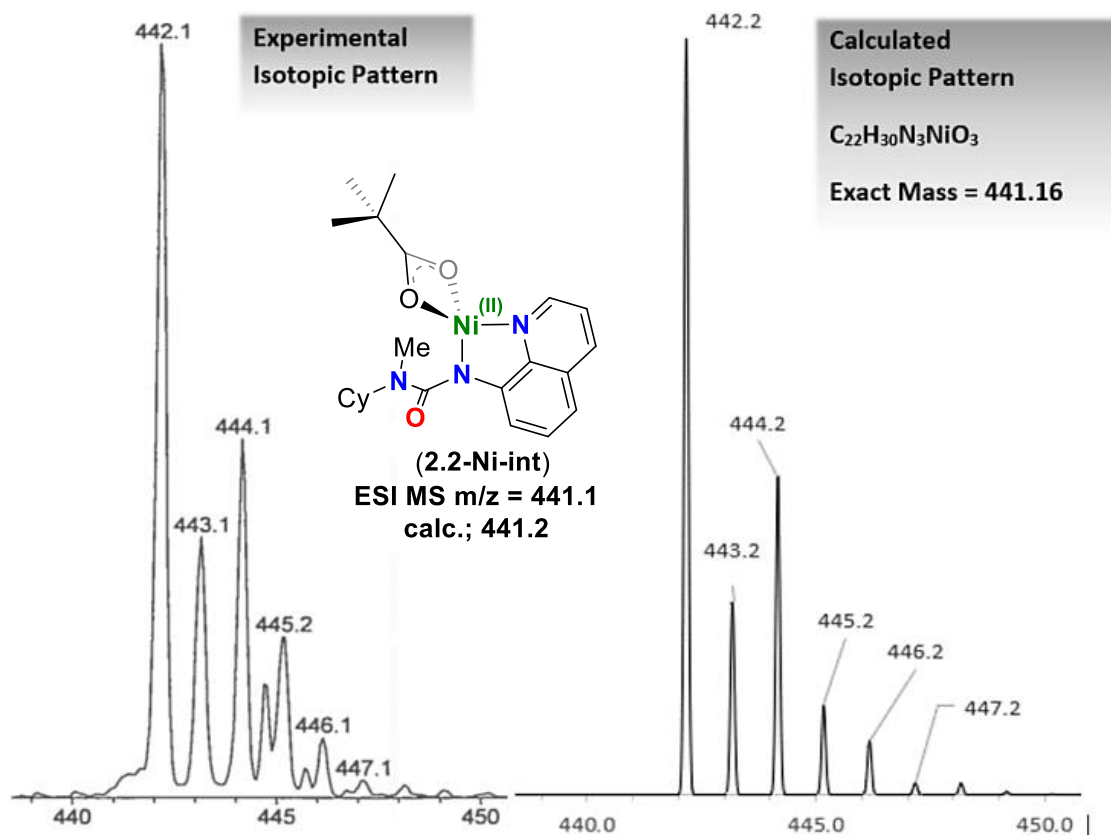 442.1
Experimental
Isotopic Pattern
443.1
444.1
445.2
446.1
447.1
440
445
450
O
O
Ni(II)
N
Me
N
N
Cy
O
(2.2-Ni-int)
ESI MS m/z = 441.1
calc.; 441.2
442.2
Calculated
Isotopic Pattern
C₂₂H₃₀N₃NiO₃
Exact Mass = 441.16
444.2
443.2
445.2
446.2
447.2
440.0
445.0
450.0